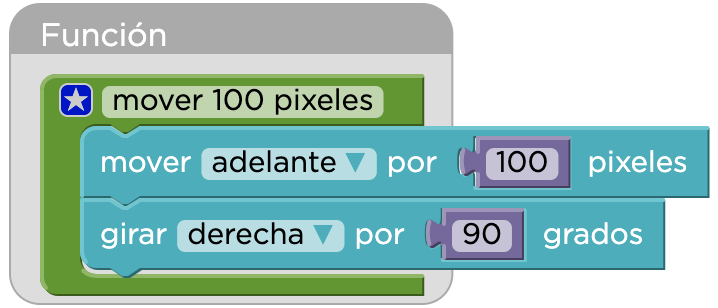 Función
mover 100 pixeles
mover adelante ▼ por 100 pixeles
girar derecha ▼ por 90 grados